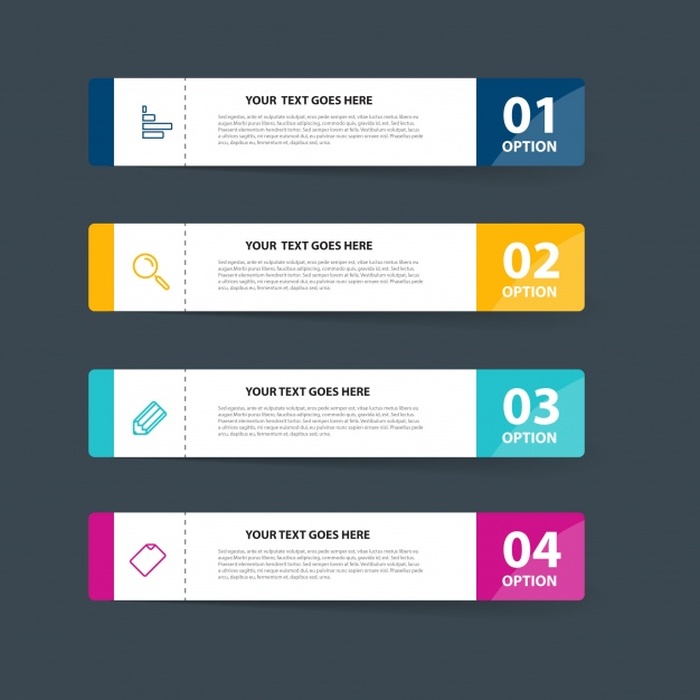 YOUR TEXT GOES HERE
Sed egestas, ante et vulputate volutpat, eros pede semper est, vitae luctus metus libero eu
augue.Morbi purus libero, faucibus adipiscing, commodo quis, gravida id, est. Sed lectus.
Praesent elementum hendrerit tortor. Sed semper lorem at felis. Vestibulum volutpat, lacus
a ultrices sagittis, mi neque euismod dui, eu pulvinar nunc sapien ornare nisl. Phasellus pede
arcu, dapibus eu, fermentum et, dapibus sed, urna.
01
OPTION
YOUR TEXT GOES HERE
Sed egestas, ante et vulputate volutpat, eros pede semper est, vitae luctus metus libero eu
augue.Morbi purus libero, faucibus adipiscing, commodo quis, gravida id, est. Sed lectus.
Praesent elementum hendrerit tortor. Sed semper lorem at felis. Vestibulum volutpat, lacus
a ultrices sagittis, mi neque euismod dui, eu pulvinar nunc sapien ornare nisl. Phasellus pede
arcu, dapibus eu, fermentum et, dapibus sed, urna.
02
OPTION
YOUR TEXT GOES HERE
Sed egestas, ante et vulputate volutpat, eros pede semper est, vitae luctus metus libero eu
augue.Morbi purus libero, faucibus adipiscing, commodo quis, gravida id, est. Sed lectus.
Praesent elementum hendrerit tortor. Sed semper lorem at felis. Vestibulum volutpat, lacus
a ultrices sagittis, mi neque euismod dui, eu pulvinar nunc sapien ornare nisl. Phasellus pede
arcu, dapibus eu, fermentum et, dapibus sed, urna.
03
OPTION
YOUR TEXT GOES HERE
Sed egestas, ante et vulputate volutpat, eros pede semper est, vitae luctus metus libero eu
augue.Morbi purus libero, faucibus adipiscing, commodo quis, gravida id, est. Sed lectus.
Praesent elementum hendrerit tortor. Sed semper lorem at felis. Vestibulum volutpat, lacus
a ultrices sagittis, mi neque euismod dui, eu pulvinar nunc sapien ornare nisl. Phasellus pede
arcu, dapibus eu, fermentum et, dapibus sed, urna.
04
OPTION